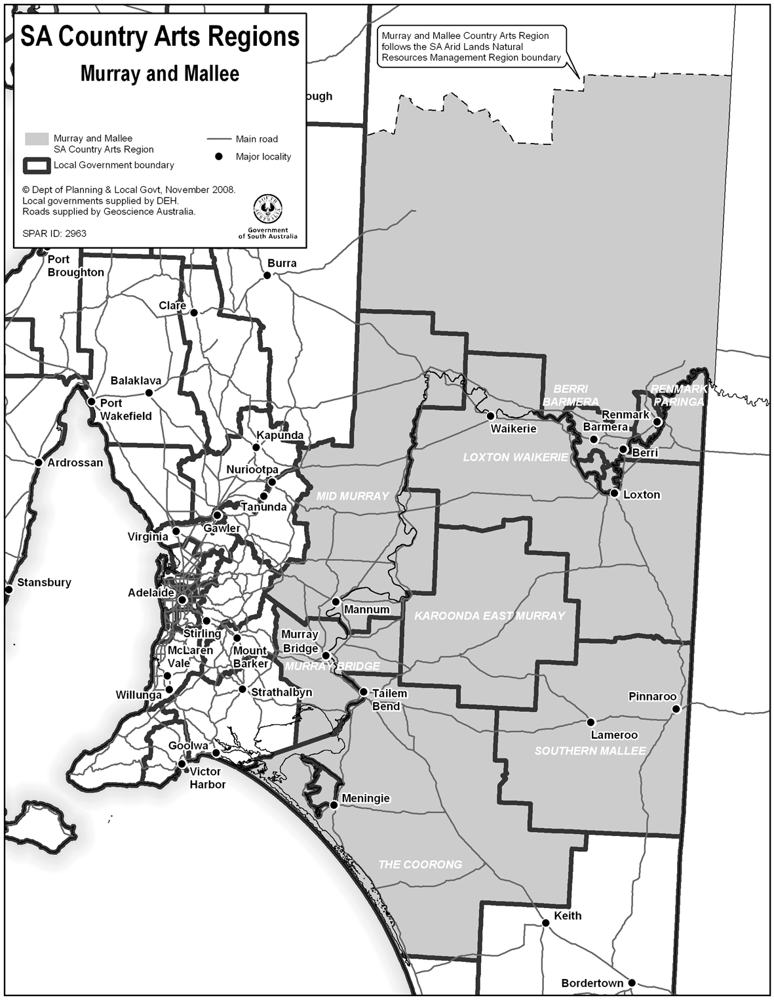 SA Country Arts Regions
Murray and Mallee
Murray and Mallee
SA Country Arts Region
Local Government boundary
Main road
Major locality
© Dept of Planning & Local Govt, November 2008.
Local governments supplied by DEH.
Roads supplied by Geoscience Australia.
SPAR ID: 2963
SOUTH
AUSTRALIA
Government
of South Australia
Murray and Mallee Country Arts Region
follows the SA Arid Lands Natural
Resources Management Region boundary
ough
Port
Broughton
Burra
Clare
Balaklava
Port
Wakefield
BERRI
BARMERA
RENMARK
PARINGA
Renmark
Barmera
Waikerie
Kapunda
Berri
LOXTON WAIKERIE
Ardrossan
Nuriootpa
MID MURRAY
Loxton
Tanunda
Gawler
Virginia
Stansbury
Adelaide
Mannum
KAROONDA EAST MURRAY
Stirling
Murray
Bridge
McLaren
Vale
Mount
Barker
MURRAY BRIDGE
Willunga
Strathalbyn
Tailem
Bend
Pinnaroo
Lameroo
SOUTHERN MALLEE
Goolwa
Victor
Harbor
Meningie
THE COORONG
Keith
Bordertown